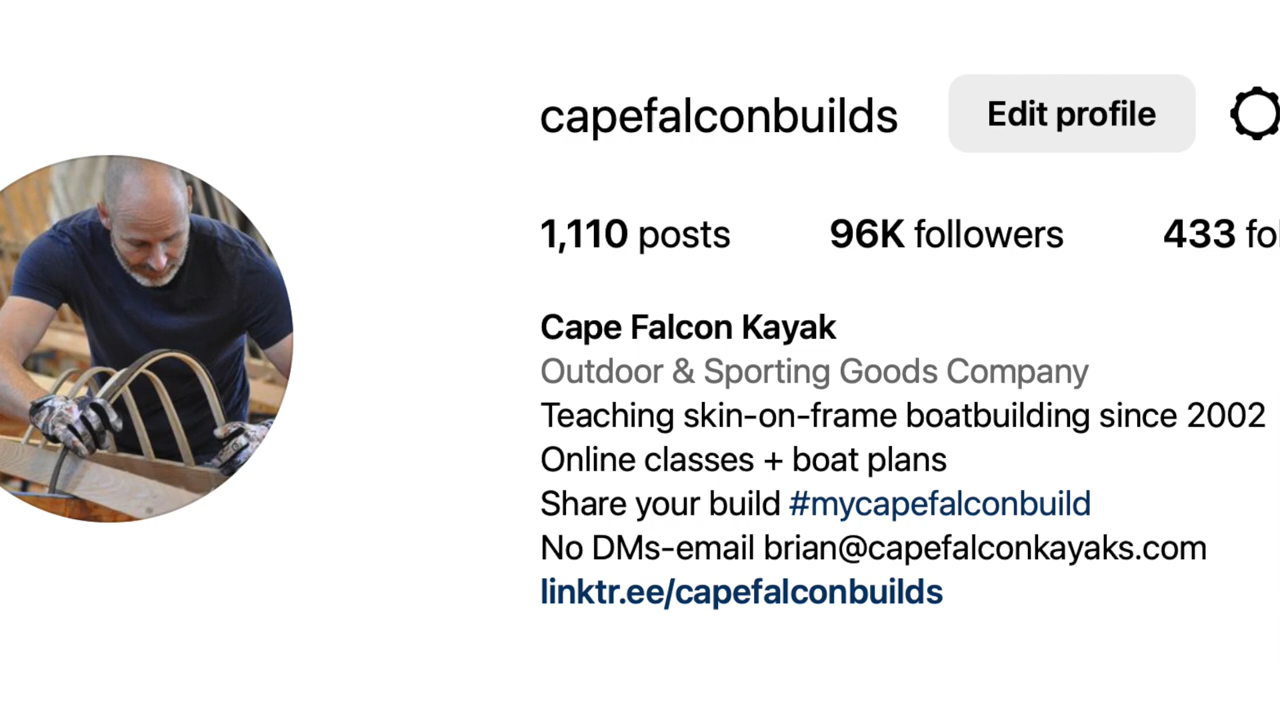 capefalconbuilds Edit profile
1,110 posts 96K followers 433
Cape Falcon Kayak
Outdoor & Sporting Goods Company
Teaching skin-on-frame boatbuilding since 2002
Online classes + boat plans
Share your build #mycapefalconbuild
No DMs-email brian@capefalconkayaks.com
linktr.ee/capefalconbuilds